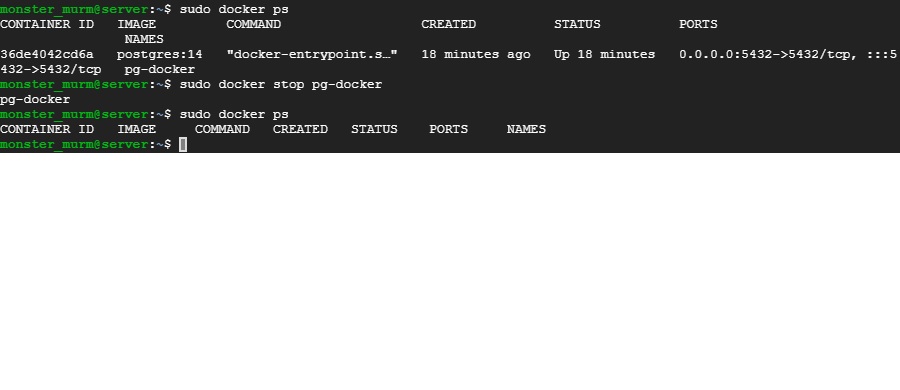 monster_murm@server:~$ sudo docker ps
CONTAINER ID   IMAGE         COMMAND                  CREATED          STATUS          PORTS
                NAMES
36de4042cd6a   postgres:14   "docker-entrypoint.s…"   18 minutes ago   Up 18 minutes   0.0.0.0:5432->5432/tcp, :::5
432->5432/tcp   pg-docker
monster_murm@server:~$ sudo docker stop pg-docker
pg-docker
monster_murm@server:~$ sudo docker ps
CONTAINER ID   IMAGE     COMMAND   CREATED   STATUS    PORTS     NAMES
monster_murm@server:~$